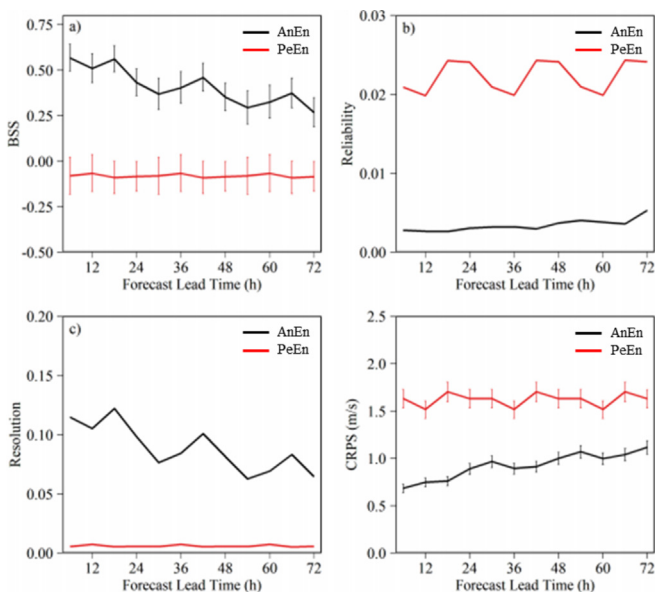 a)
AnEn
PeEn
0.75
0.50
0.25
0.00
-0.25
-0.50
BSS
12 24 36 48 60 72
Forecast Lead Time (h)
b)
AnEn
PeEn
0.03
0.02
0.01
0.00
Reliability
12 24 36 48 60 72
Forecast Lead Time (h)
c)
AnEn
PeEn
0.20
0.15
0.10
0.05
0.00
Resolution
12 24 36 48 60 72
Forecast Lead Time (h)
AnEn
PeEn
2.5
2.0
1.5
1.0
0.5
0.0
CRPS (m/s)
12 24 36 48 60 72
Forecast Lead Time (h)